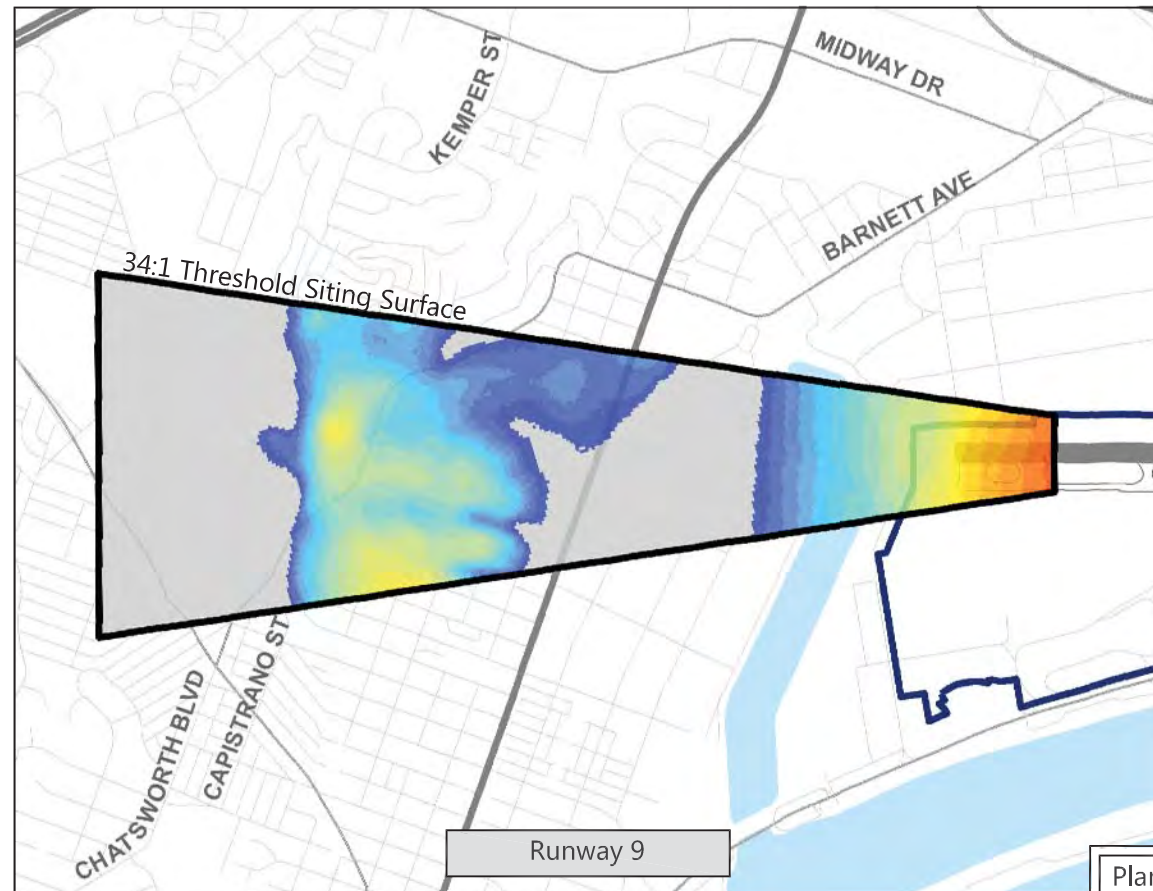 MIDWAY DR
KEMPER ST
BARNETT AVE
34:1 Threshold Siting Surface
CAPISTRANO ST
CHATSWORTH BLVD
Runway 9